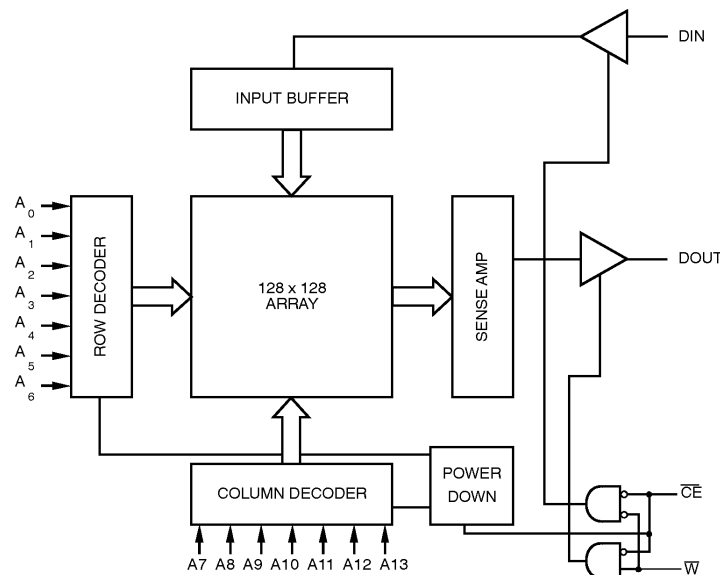 DIN
INPUT BUFFER
A0
A1
A2
A3
A4
A5
A6
ROW DECODER
128 x 128
ARRAY
SENSE AMP
DOUT
COLUMN DECODER
POWER
DOWN
CE
W
A7 A8 A9 A10 A11 A12 A13